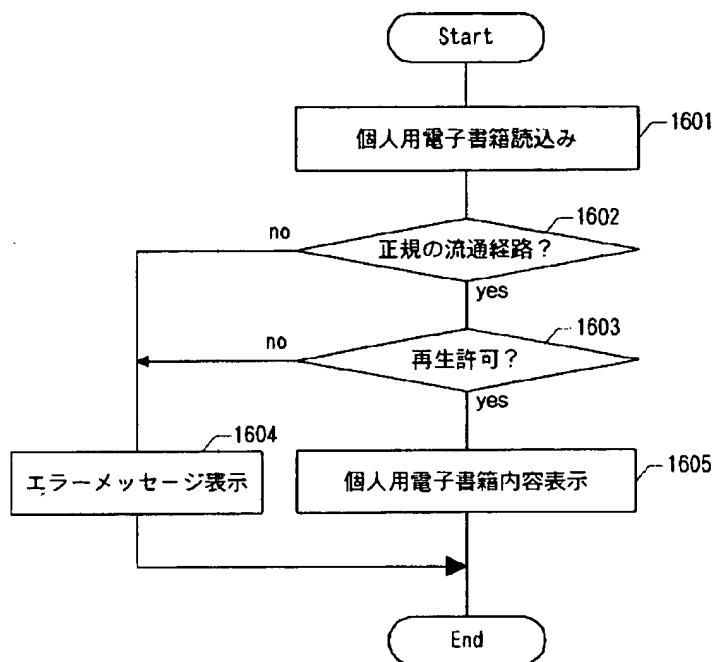 Start
個人用電子書籍読込み
1601
1602
no
正規の流通経路?
yes
1603
no
再生許可?
yes
1604
エラーメッセージ表示
個人用電子書籍内容表示
1605
End